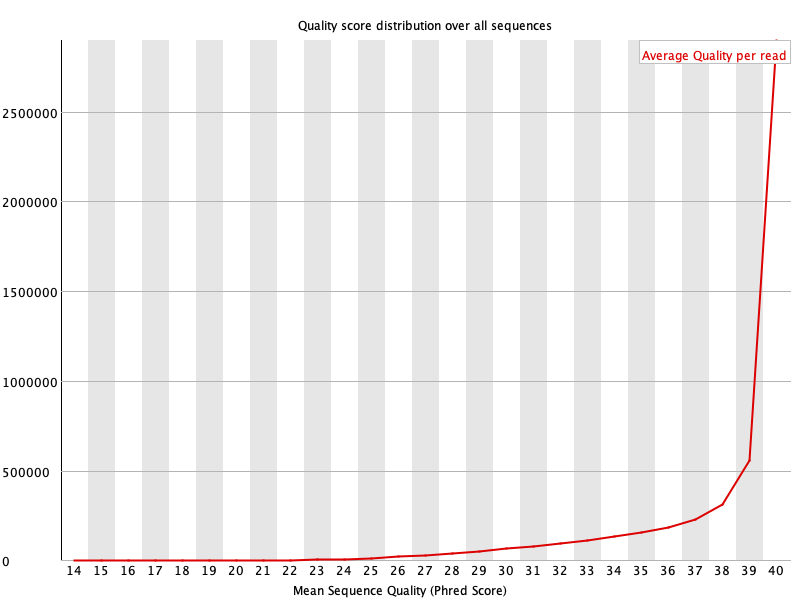 Quality score distribution over all sequences
Average Quality per read
2500000
2000000
1500000
1000000
500000
0
14 15 16 17 18 19 20 21 22 23 24 25 26 27 28 29 30 31 32 33 34 35 36 37 38 39 40
Mean Sequence Quality (Phred Score)